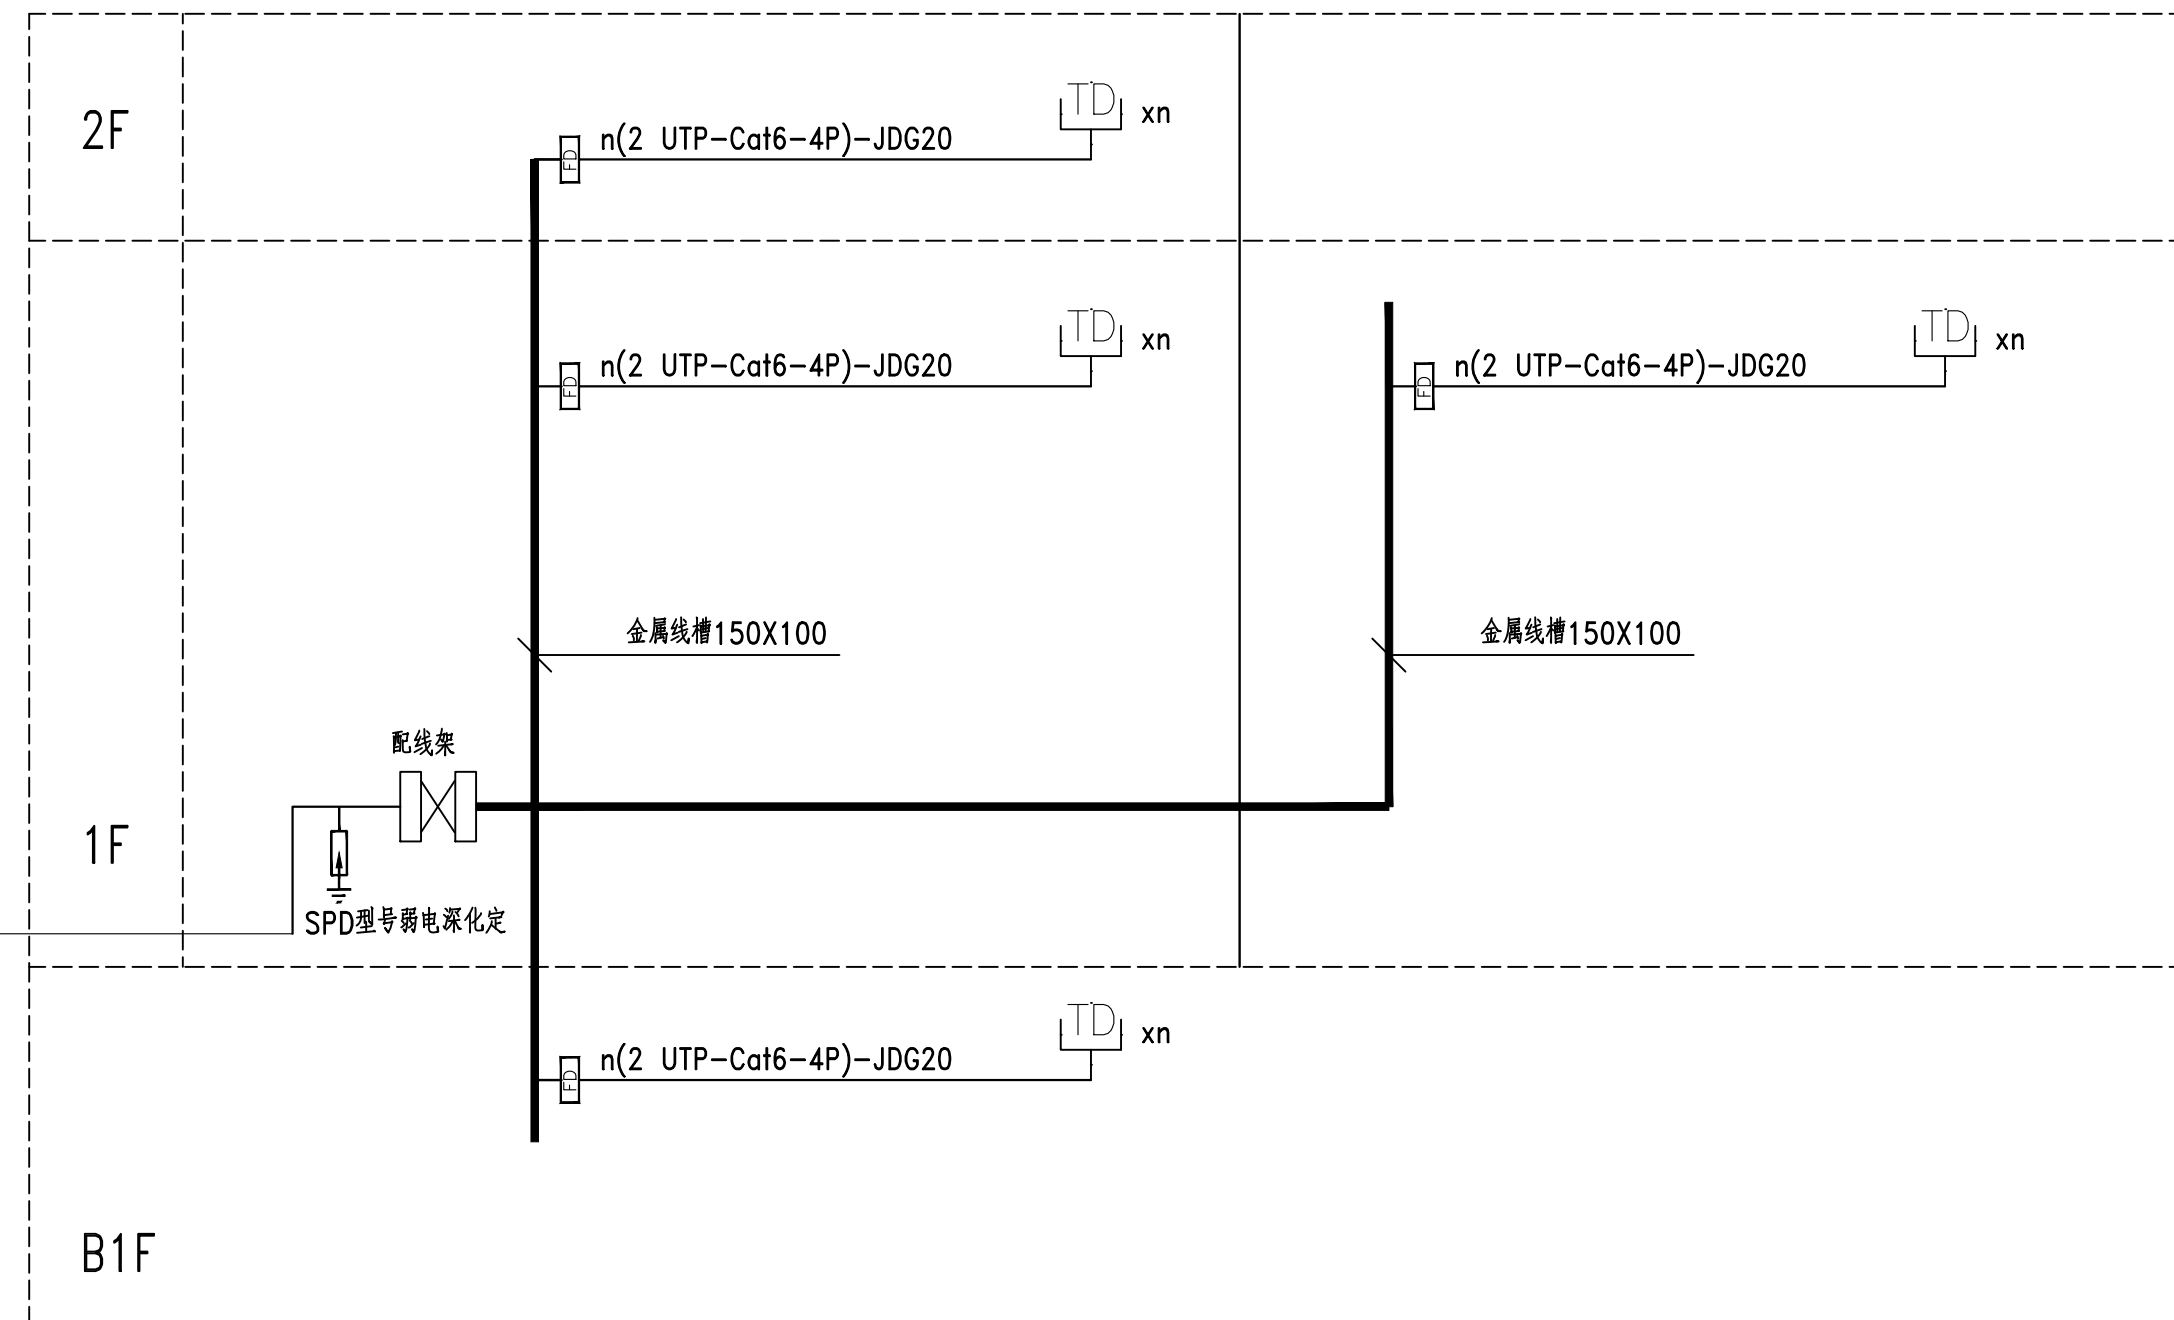 2F
n(2 UTP-Cat6-4P)-JDG20
FD
TD
xn
n(2 UTP-Cat6-4P)-JDG20
FD
TD
xn
n(2 UTP-Cat6-4P)-JDG20
FD
TD
xn
金属线槽150X100
金属线槽150X100
配线架
1F
SPD型号弱电深化定
n(2 UTP-Cat6-4P)-JDG20
FD
TD
xn
B1F